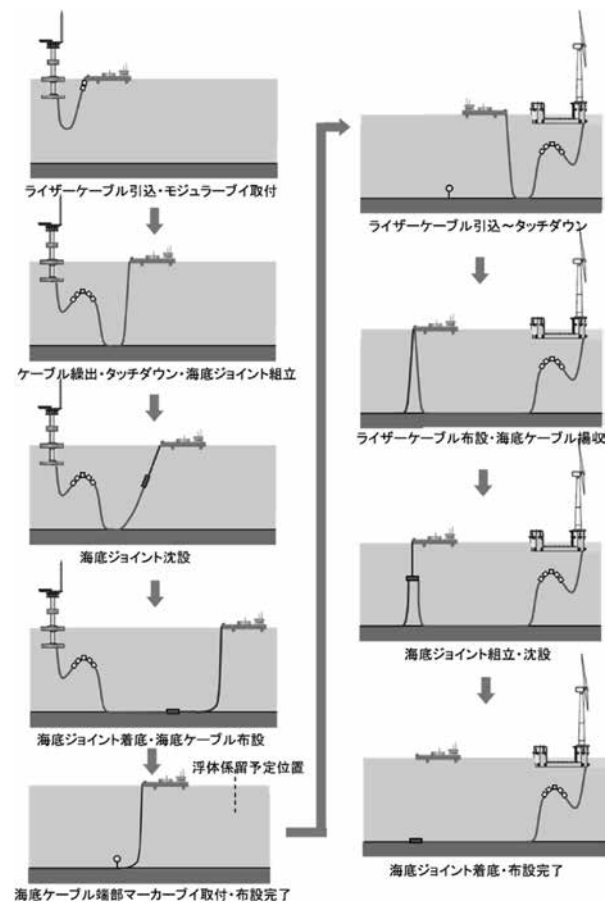 ライザーケーブル引込・モジュラーブイ取付
ケーブル繰出・タッチダウン・海底ジョイント組立
海底ジョイント沈設
海底ジョイント着底・海底ケーブル布設
浮体係留予定位置
海底ケーブル端部マーカーブイ取付・布設完了
ライザーケーブル引込～タッチダウン
ライザーケーブル布設・海底ケーブル揚収
海底ジョイント組立・沈設
海底ジョイント着底・布設完了